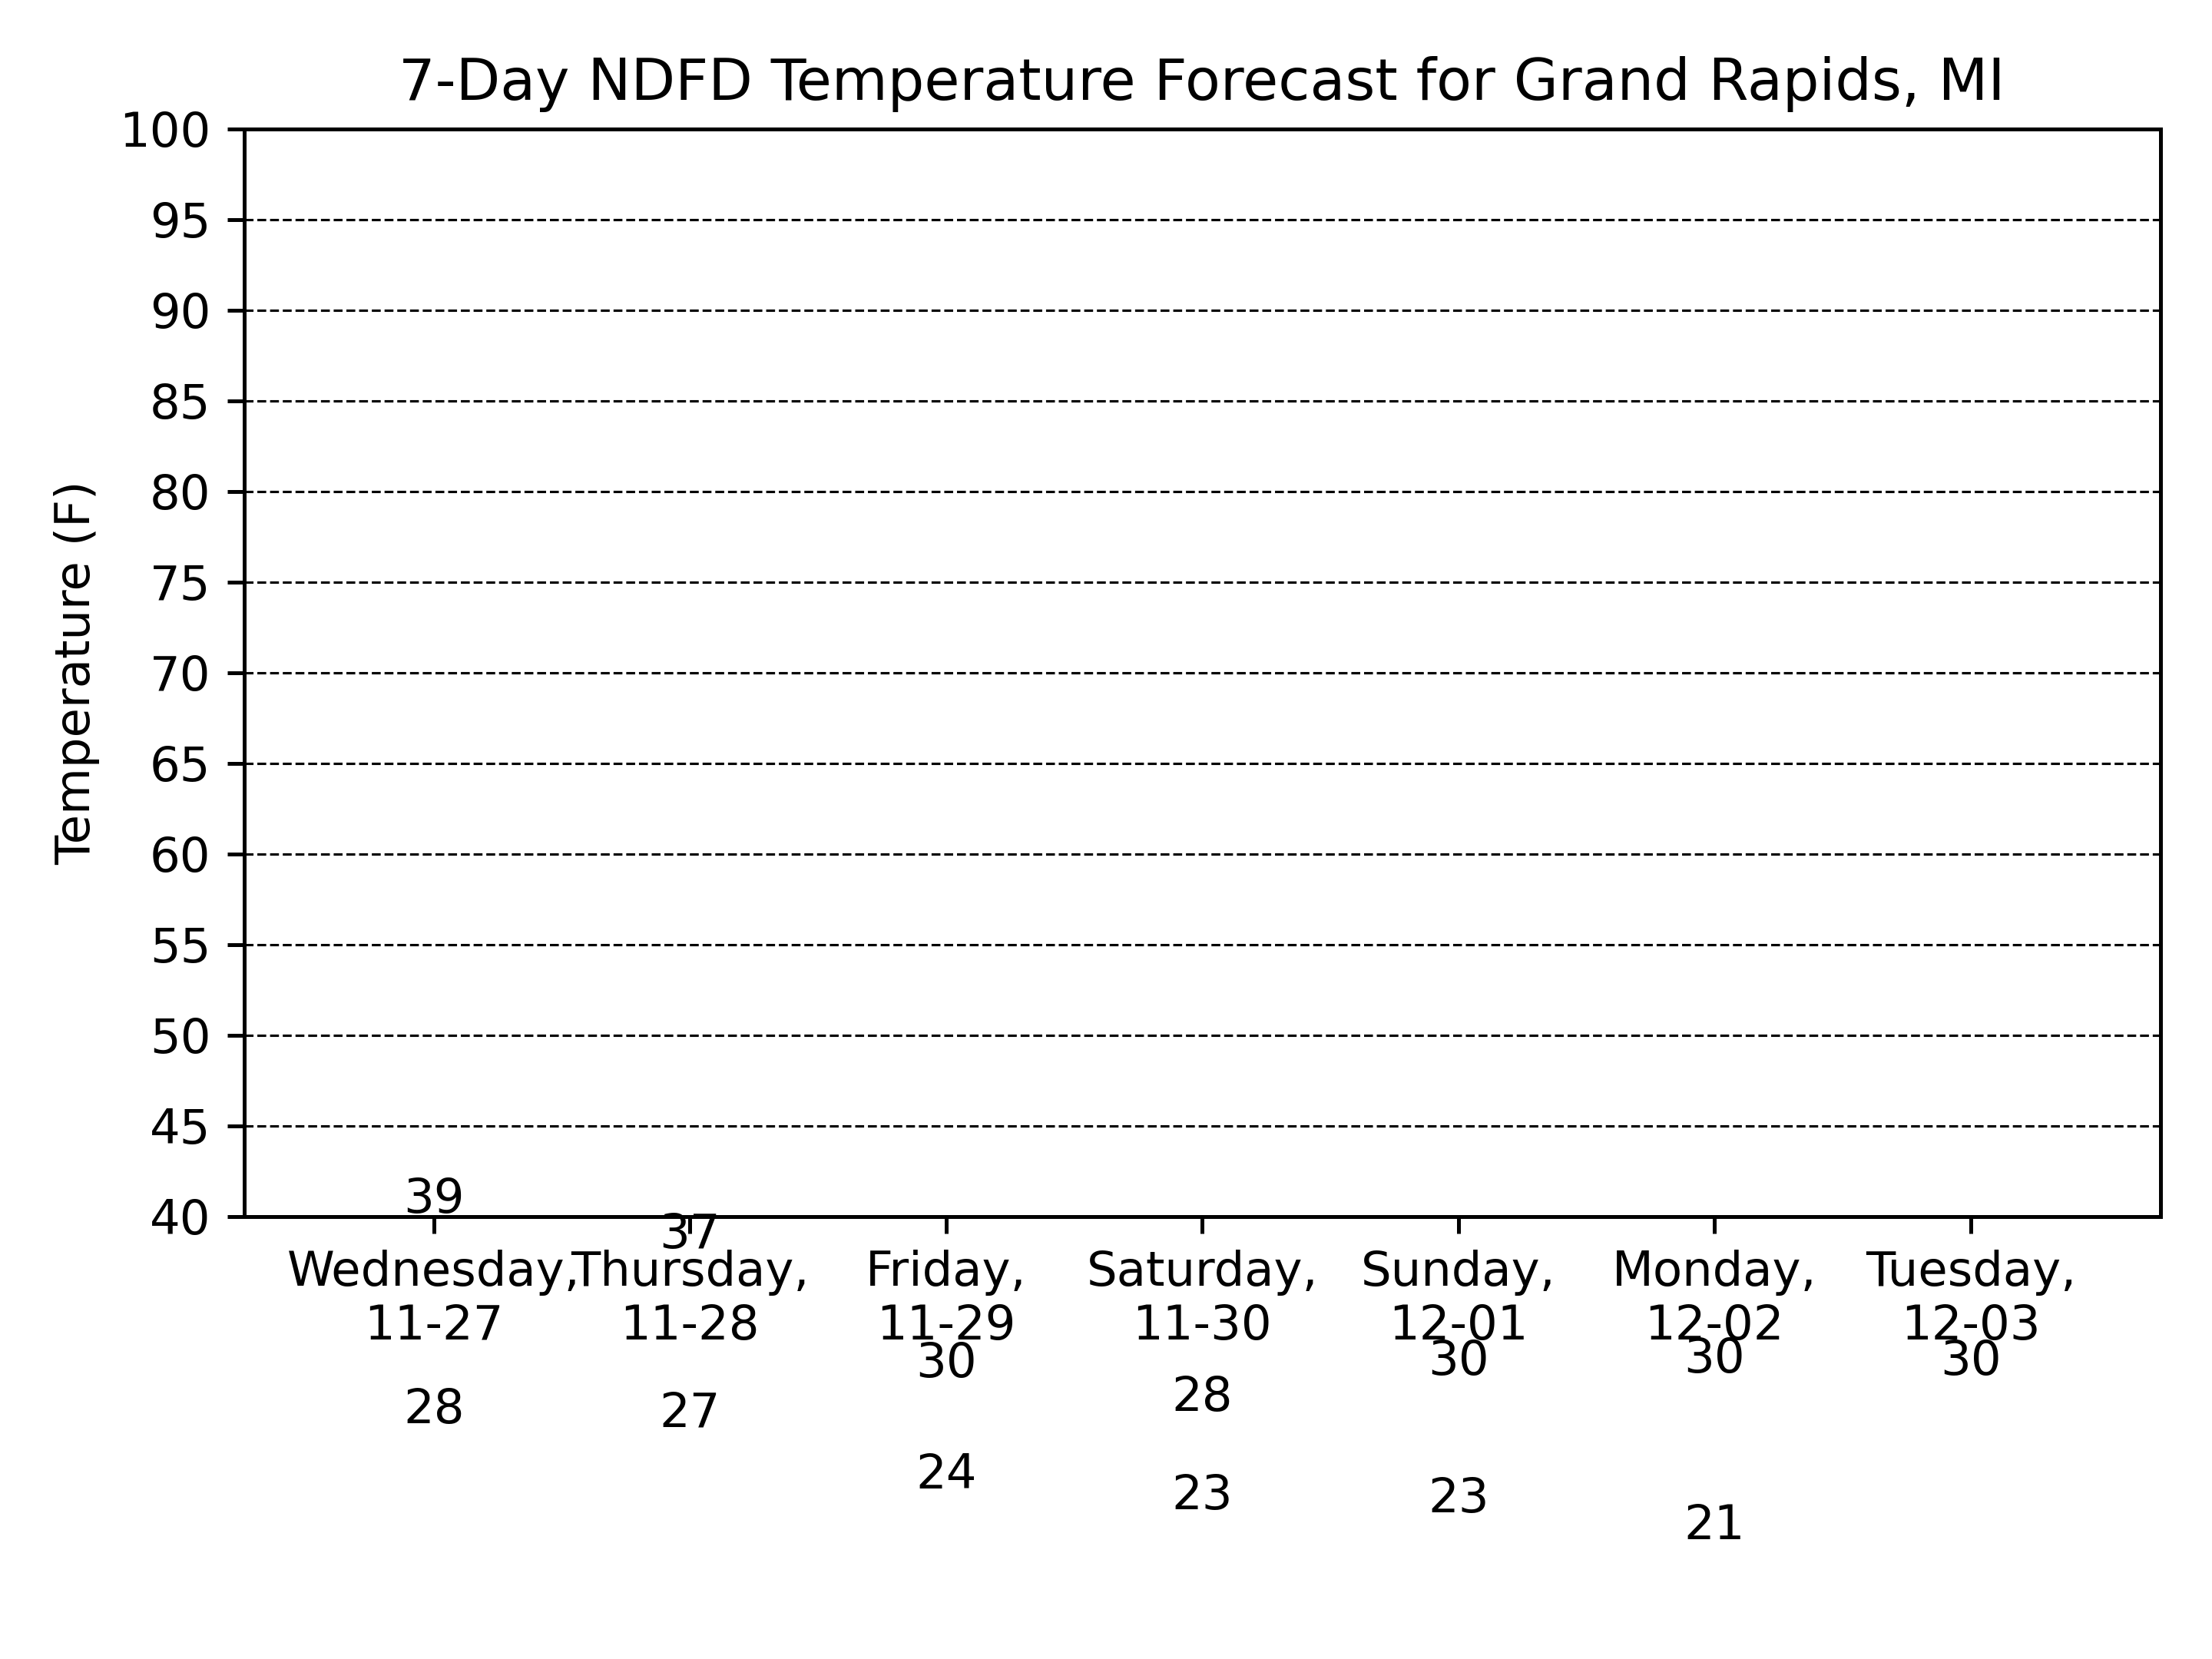 7-Day NDFD Temperature Forecast for Grand Rapids, MI
Temperature (F)
100
95
90
85
80
75
70
65
60
55
50
45
40
39
37
Wednesday, Thursday, Friday, Saturday, Sunday, Monday, Tuesday,
11-27 11-28 11-29 11-30 12-01 12-02 12-03
30 30 30 30
28 27 28
24 23 23 21